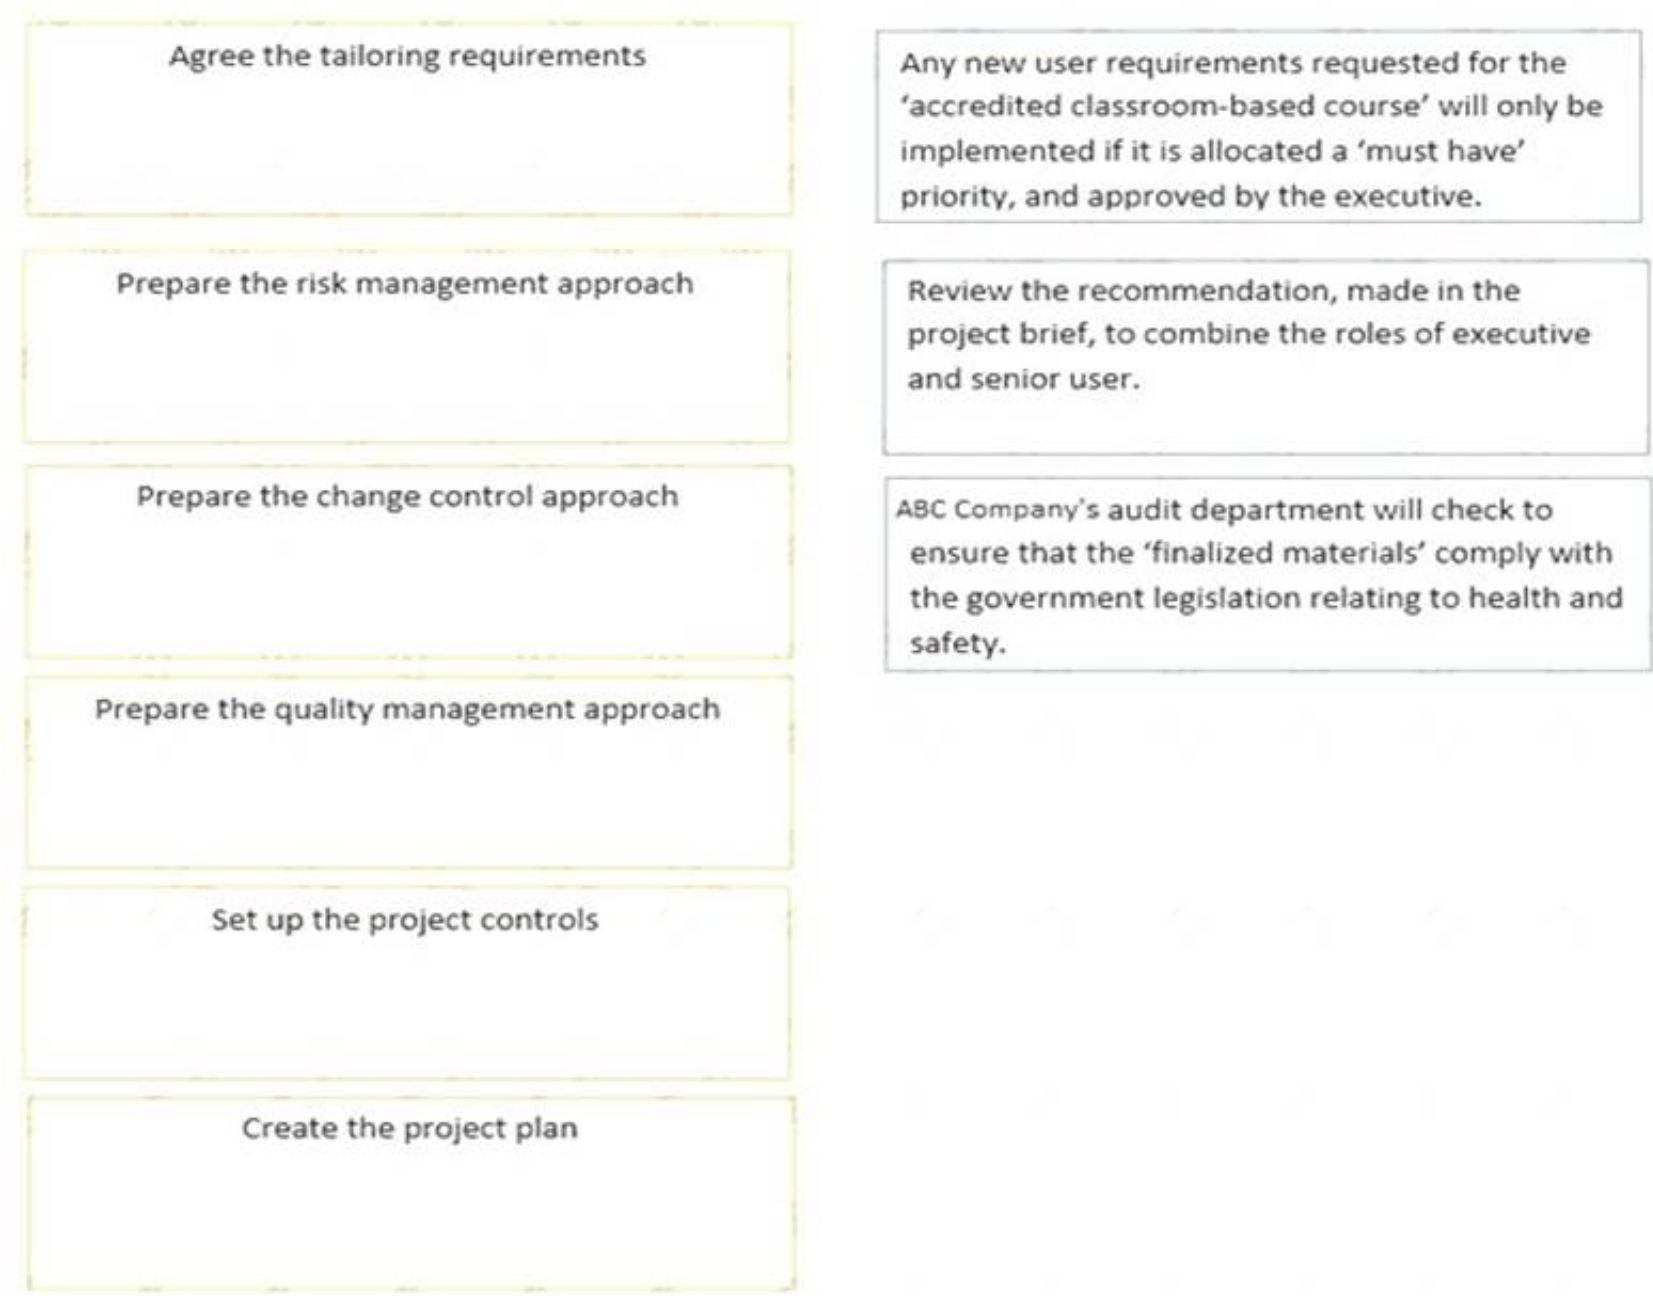 Agree the tailoring requirements
Prepare the risk management approach
Prepare the change control approach
Prepare the quality management approach
Set up the project controls
Create the project plan
Any new user requirements requested for the
‘accredited classroom-based course’ will only be
implemented if it is allocated a ‘must have’
priority, and approved by the executive.
Review the recommendation, made in the
project brief, to combine the roles of executive
and senior user.
ABC Company's audit department will check to
ensure that the ‘finalized materials’ comply with
the government legislation relating to health and
safety.